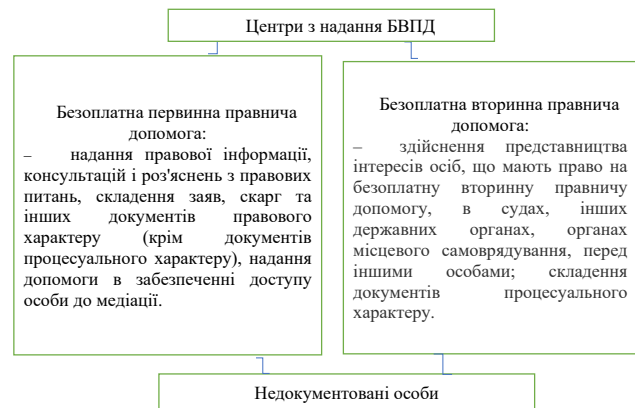 Центри з надання БВПД
Безоплатна первинна правнича
допомога:
– надання правової інформації,
консультацій і роз'яснень з правових
питань, складення заяв, скарг та
інших документів правового
характеру (крім документів
процесуального характеру), надання
допомоги в забезпеченні доступу
особи до медіації.
Безоплатна вторинна правнича
допомога:
– здійснення представництва
інтересів осіб, що мають право на
безоплатну вторинну правничу
допомогу, в судах, інших
державних органах, органах
місцевого самоврядування, перед
іншими особами; складення
документів процесуального
характеру.
Недокументовані особи